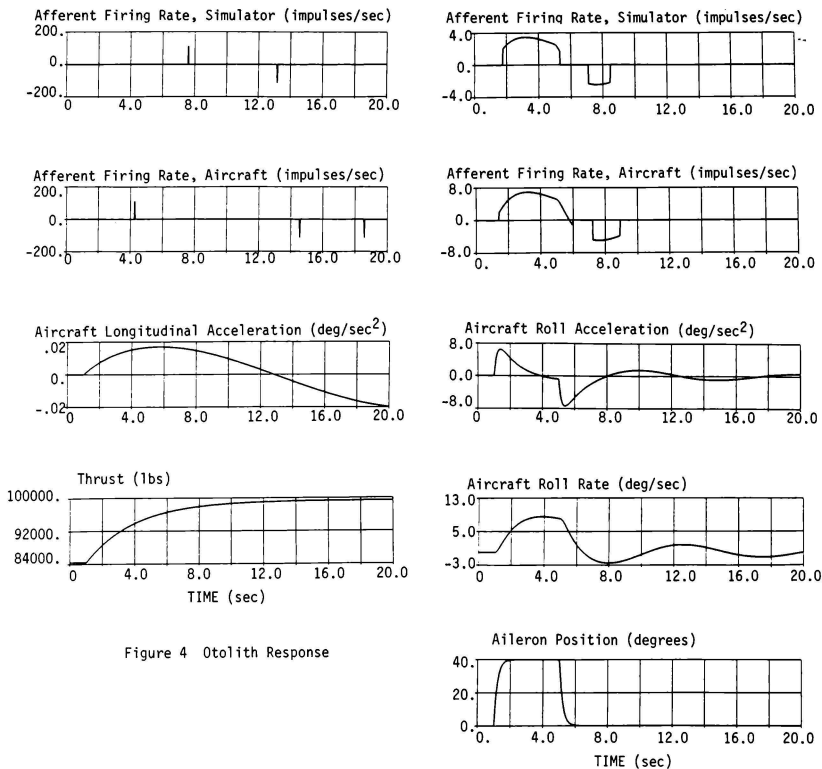 Afferent Firing Rate, Simulator (impulses/sec)
200.
0.
-200.
0 4.0 8.0 12.0 16.0 20.0
Afferent Firing Rate, Aircraft (impulses/sec)
200.
0.
-200.
0 4.0 8.0 12.0 16.0 20.0
Aircraft Longitudinal Acceleration (deg/sec2)
.02
0.
-.02
0 4.0 8.0 12.0 16.0 20.0
Thrust (lbs)
100000.
92000.
84000.
0 4.0 8.0 12.0 16.0 20.0
TIME (sec)
Figure 4 Otolith Response
Afferent Firing Rate, Simulator (impulses/sec)
4.0
0.
-4.0
0. 4.0 8.0 12.0 16.0 20.0
Afferent Firing Rate, Aircraft (impulses/sec)
8.0
0.
-8.0
0. 4.0 8.0 12.0 16.0 20.0
Aircraft Roll Acceleration (deg/sec2)
8.0
0.0
-8.0
0 4.0 8.0 12.0 16.0 20.0
Aircraft Roll Rate (deg/sec)
13.0
5.0
-3.0
0 4.0 8.0 12.0 16.0 20.0
Aileron Position (degrees)
40.
20.
0.
0. 4.0 8.0 12.0 16.0 20.0
TIME (sec)